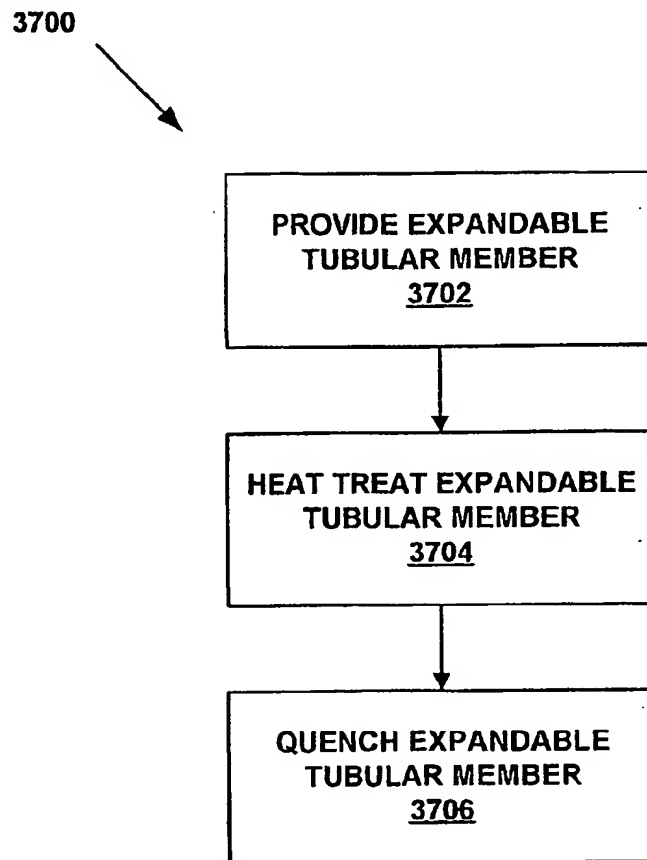 3700
PROVIDE EXPANDABLE
TUBULAR MEMBER
3702
HEAT TREAT EXPANDABLE
TUBULAR MEMBER
3704
QUENCH EXPANDABLE
TUBULAR MEMBER
3706